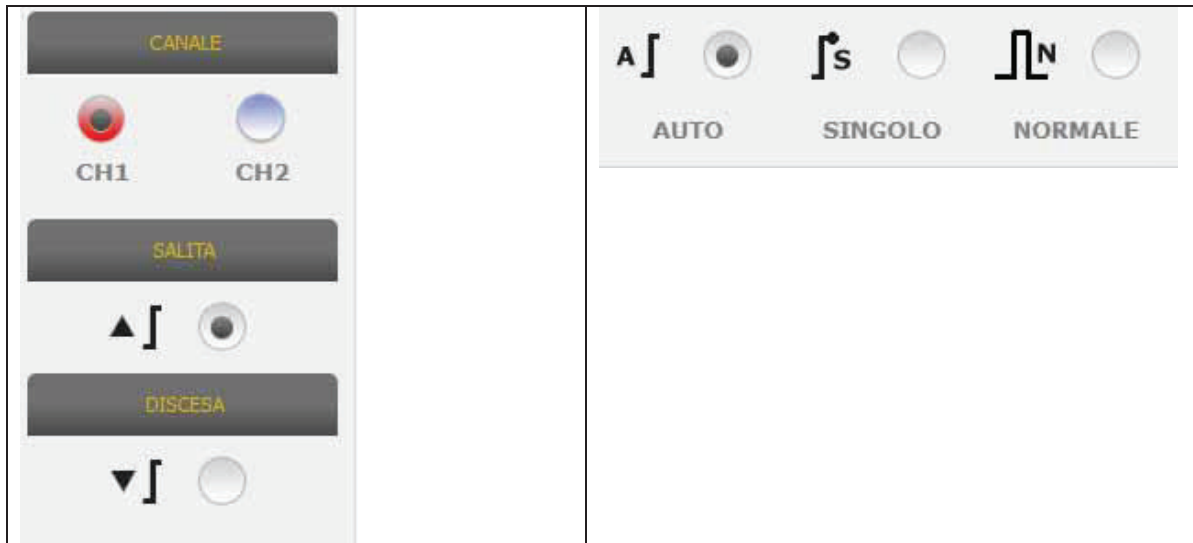 CANALE
CH1 CH2
SALITA
DISCESA
A S N
AUTO SINGOLO NORMALE